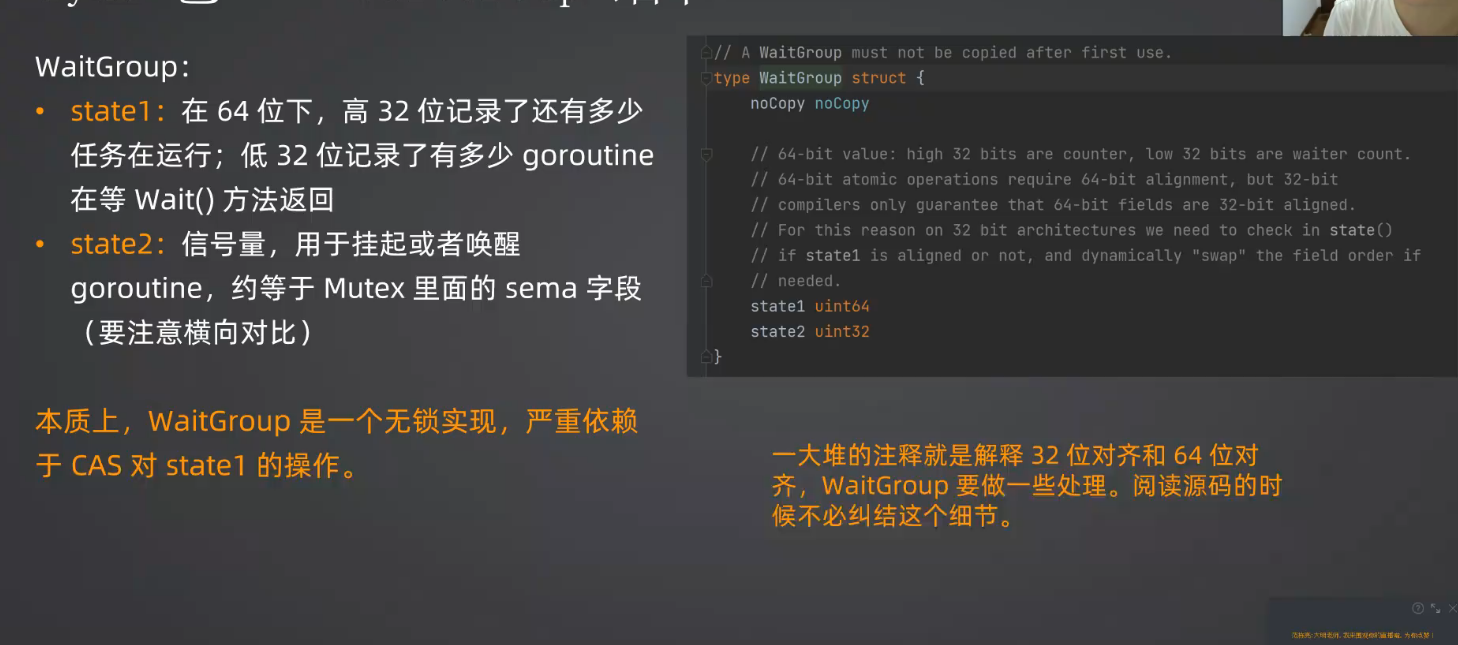 WaitGroup：
• state1：在 64 位下，高 32 位记录了还有多少
任务在运行；低 32 位记录了有多少 goroutine
在等 Wait() 方法返回
• state2：信号量，用于挂起或者唤醒
goroutine，约等于 Mutex 里面的 sema 字段
（要注意横向对比）
本质上，WaitGroup 是一个无锁实现，严重依赖
于 CAS 对 state1 的操作。
// A WaitGroup must not be copied after first use.
type WaitGroup struct {
noCopy noCopy
// 64-bit value: high 32 bits are counter, low 32 bits are waiter count.
// 64-bit atomic operations require 64-bit alignment, but 32-bit
// compilers only guarantee that 64-bit fields are 32-bit aligned.
// For this reason on 32 bit architectures we need to check in state()
// if state1 is aligned or not, and dynamically "swap" the field order if
// needed.
state1 uint64
state2 uint32
}
一大堆的注释就是解释 32 位对齐和 64 位对
齐，WaitGroup 要做一些处理。阅读源码的时
候不必纠结这个细节。